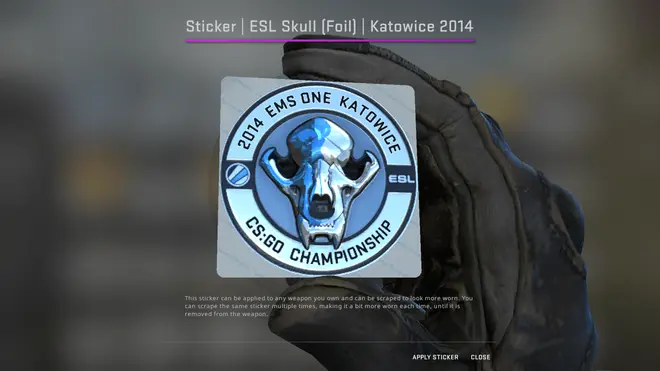 Sticker | ESL Skull (Foil) | Katowice 2014
2014 EMS ONE KATOWICE
ESL
CS:GO CHAMPIONSHIP
This sticker can be applied to any weapon you own and can be scraped to look more worn. You
can scrape the same sticker multiple times, making it a bit more worn each time, until it is
removed from the weapon.
APPLY STICKER CLOSE